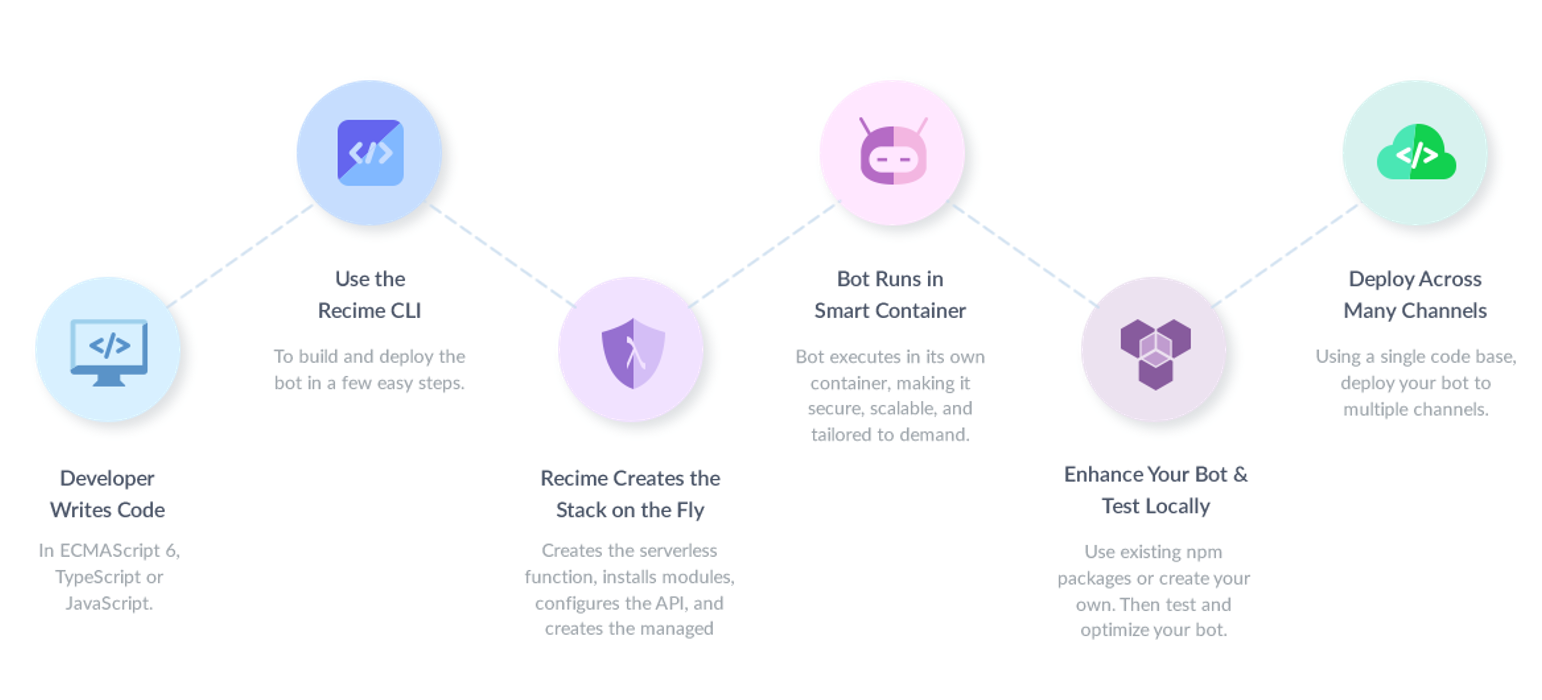 Developer
Writes Code
In ECMAScript 6,
TypeScript or
JavaScript.
Use the
Recime CLI
To build and deploy the
bot in a few easy steps.
Recime Creates the
Stack on the Fly
Creates the serverless
function, installs modules,
configures the API, and
creates the managed
Bot Runs in
Smart Container
Bot executes in its own
container, making it
secure, scalable, and
tailored to demand.
Enhance Your Bot &
Test Locally
Use existing npm
packages or create your
own. Then test and
optimize your bot.
Deploy Across
Many Channels
Using a single code base,
deploy your bot to
multiple channels.